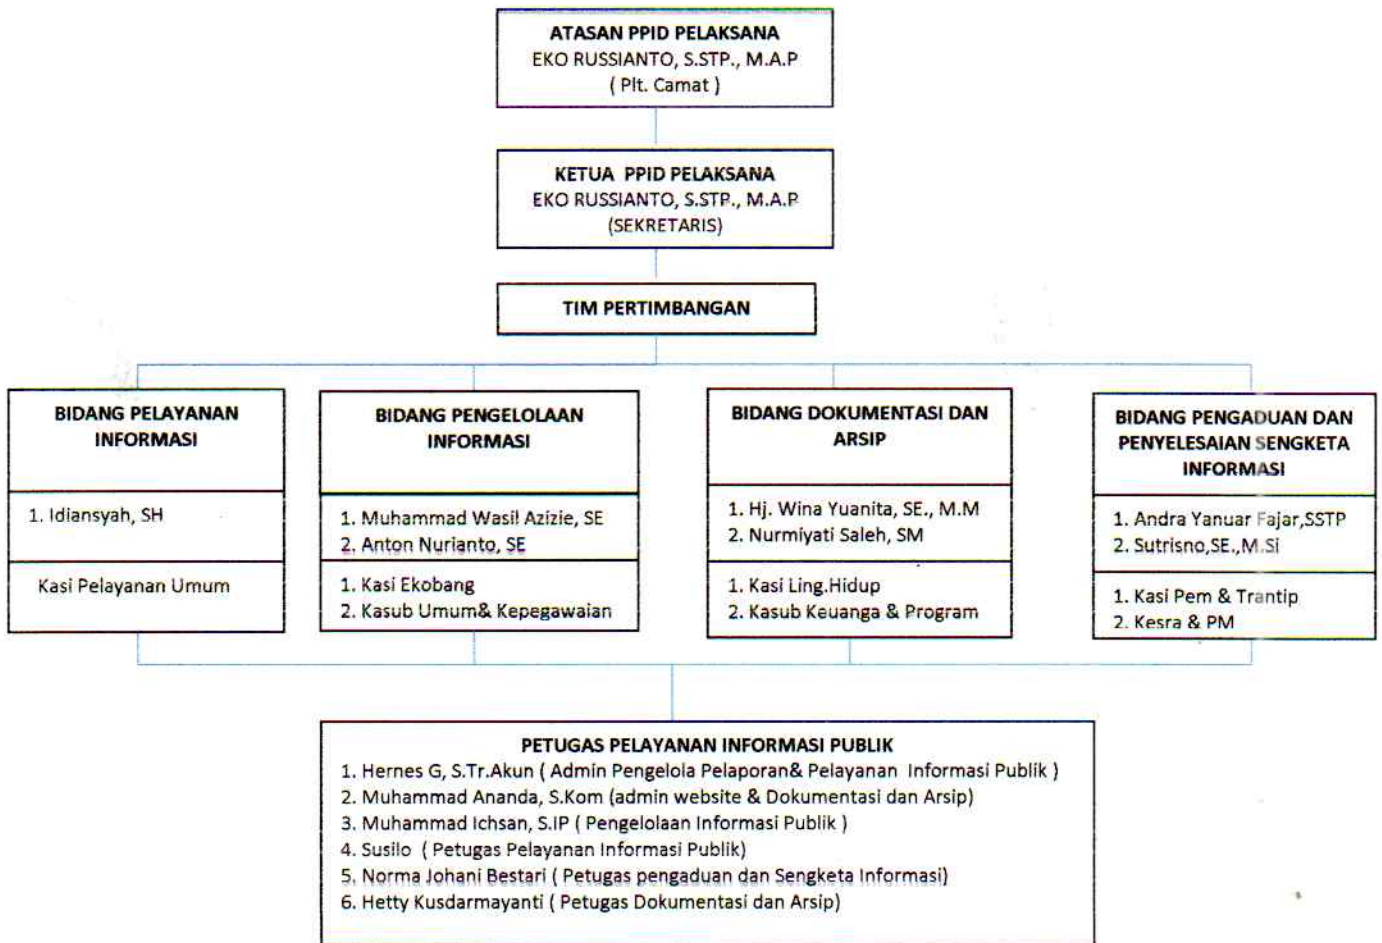 ATASAN PPID PELAKSANA
EKO RUSSIANTO, S.STP., M.A.P
( Plt. Camat )
KETUA PPID PELAKSANA
EKO RUSSIANTO, S.STP., M.A.P
(SEKRETARIS)
TIM PERTIMBANGAN
BIDANG PELAYANAN
INFORMASI
1. Idiansyah, SH
Kasi Pelayanan Umum
BIDANG PENGELOLAAN
INFORMASI
1. Muhammad Wasil Azizie, SE
2. Anton Nurianto, SE
1. Kasi Ekobang
2. Kasub Umum& Kepegawaian
BIDANG DOKUMENTASI DAN
ARSIP
1. Hj. Wina Yuanita, SE., M.M
2. Nurmiyati Saleh, SM
1. Kasi Ling.Hidup
2. Kasub Keuanga & Program
BIDANG PENGADUAN DAN
PENYELESAIAN SENGKETA
INFORMASI
1. Andra Yanuar Fajar,SSTP
2. Sutrisno,SE.,M.Si
1. Kasi Pem & Trantip
2. Kesra & PM
PETUGAS PELAYANAN INFORMASI PUBLIK
1. Hernes G, S.Tr.Akun ( Admin Pengelola Pelaporan& Pelayanan Informasi Publik )
2. Muhammad Ananda, S.Kom (admin website & Dokumentasi dan Arsip)
3. Muhammad Ichsan, S.IP ( Pengelolaan Informasi Publik )
4. Susilo ( Petugas Pelayanan Informasi Publik)
5. Norma Johani Bestari ( Petugas pengaduan dan Sengketa Informasi)
6. Hetty Kusdarmayanti ( Petugas Dokumentasi dan Arsip)